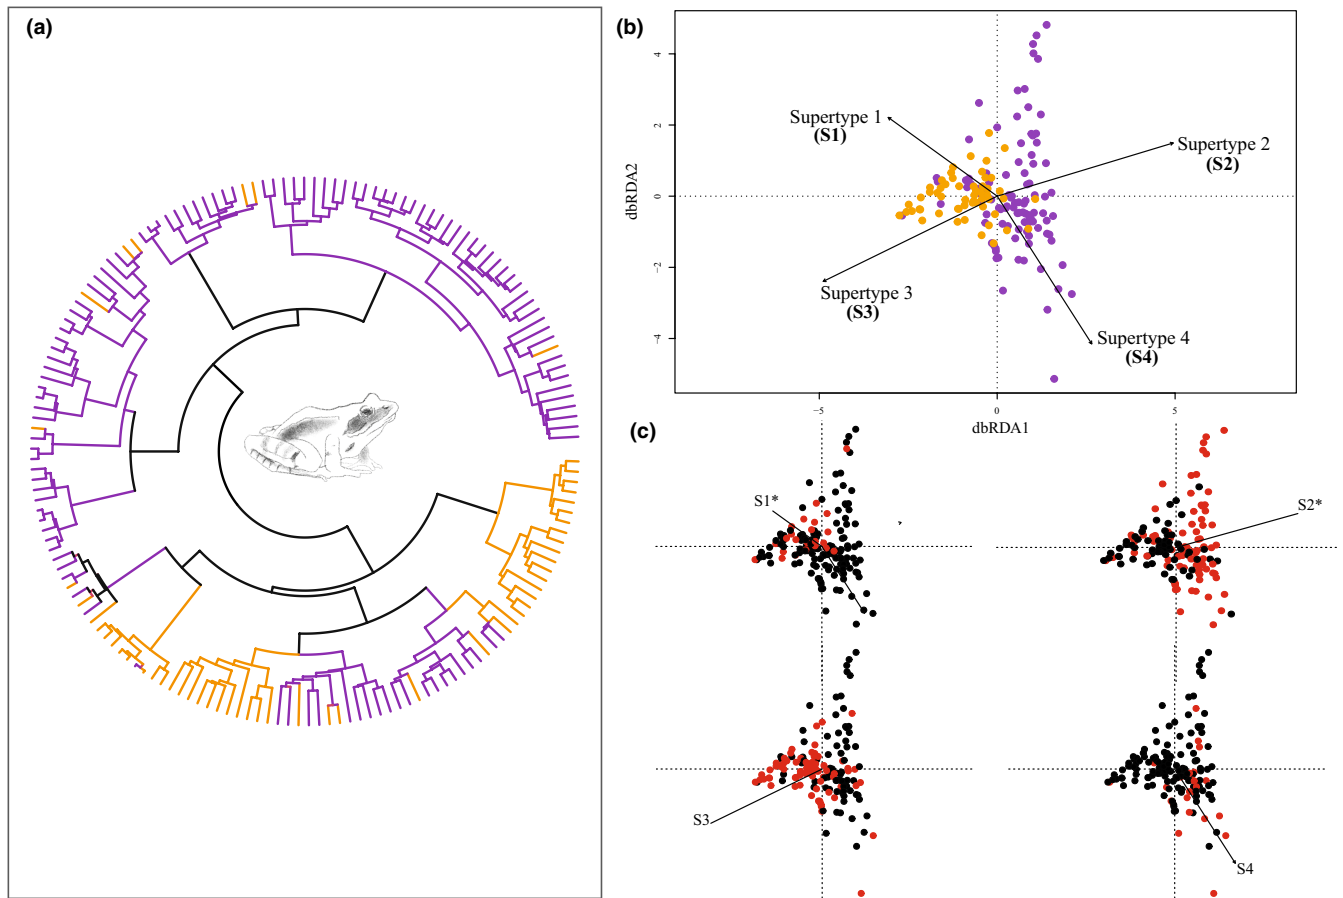 (a)
(b)
4
2
0
−2
−4
dbRDA2
Supertype 1
(S1)
Supertype 2
(S2)
Supertype 3
(S3)
Supertype 4
(S4)
−5
0
5
dbRDA1
(c)
S1*
S2*
S3
S4